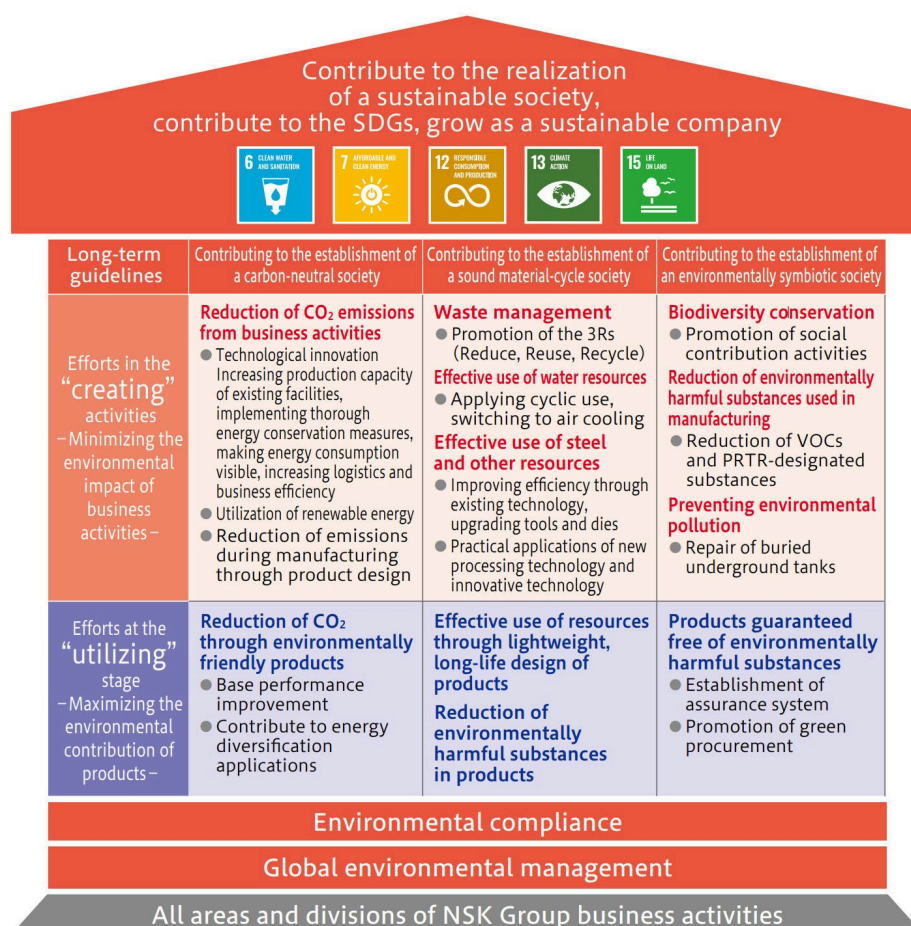 Contribute to the realization
of a sustainable society,
contribute to the SDGs, grow as a sustainable company
6 CLEAN WATER
AND SANITATION
7 AFFORDABLE AND
CLEAN ENERGY
12 RESPONSIBLE
CONSUMPTION
AND PRODUCTION
13 CLIMATE
ACTION
15 LIFE
ON LAND
Long-term
guidelines
Contributing to the establishment of
a carbon-neutral society
Contributing to the establishment of
a sound material-cycle society
Contributing to the establishment of
an environmentally symbiotic society
Efforts in the
“creating”
activities
– Minimizing the
environmental
impact of
business
activities –
Reduction of CO₂ emissions
from business activities
● Technological innovation
Increasing production capacity
of existing facilities,
implementing thorough
energy conservation measures,
making energy consumption
visible, increasing logistics and
business efficiency
● Utilization of renewable energy
● Reduction of emissions
during manufacturing
through product design
Waste management
● Promotion of the 3Rs
(Reduce, Reuse, Recycle)
Effective use of water resources
● Applying cyclic use,
switching to air cooling
Effective use of steel
and other resources
● Improving efficiency through
existing technology,
upgrading tools and dies
● Practical applications of new
processing technology and
innovative technology
Biodiversity conservation
● Promotion of social
contribution activities
Reduction of environmentally
harmful substances used in
manufacturing
● Reduction of VOCs
and PRTR-designated
substances
Preventing environmental
pollution
● Repair of buried
underground tanks
Efforts at the
“utilizing”
stage
– Maximizing the
environmental
contribution of
products –
Reduction of CO₂
through environmentally
friendly products
● Base performance
improvement
● Contribute to energy
diversification
applications
Effective use of resources
through lightweight,
long-life design of
products
Reduction of
environmentally
harmful substances
in products
Products guaranteed
free of environmentally
harmful substances
● Establishment of
assurance system
● Promotion of green
procurement
Environmental compliance
Global environmental management
All areas and divisions of NSK Group business activities